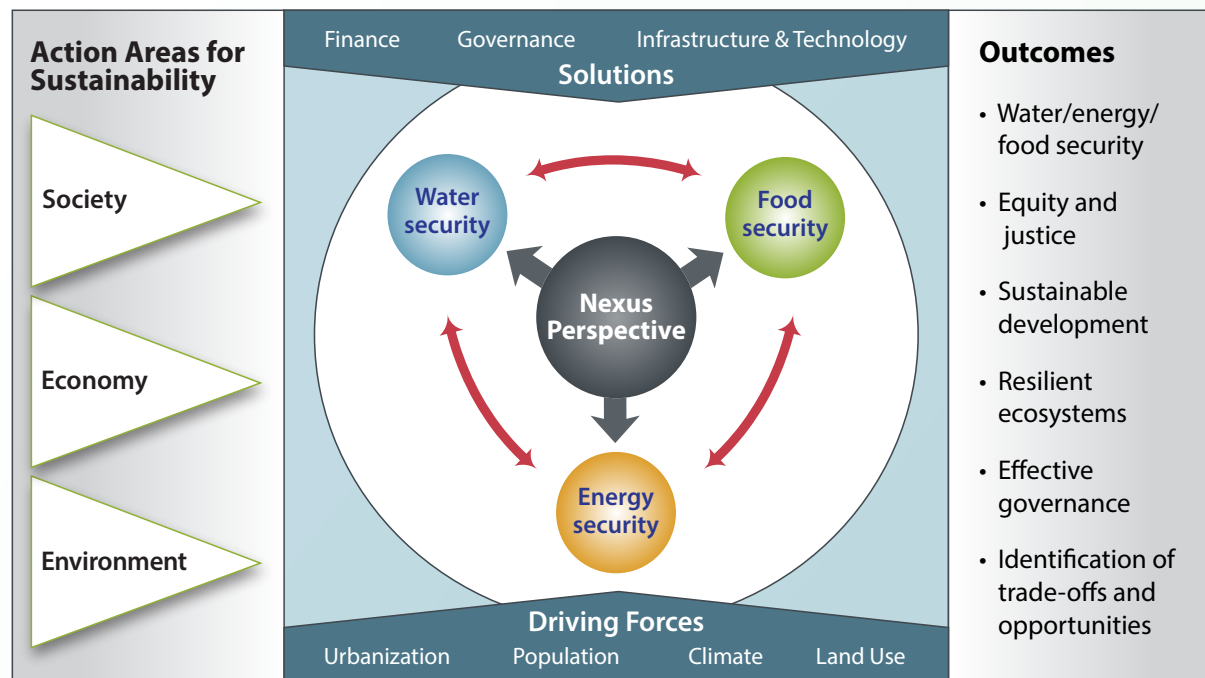 Action Areas for
Sustainability
Society
Economy
Environment
Finance Governance Infrastructure & Technology
Solutions
Water
security
Food
security
Nexus
Perspective
Energy
security
Driving Forces
Urbanization Population Climate Land Use
Outcomes
• Water/energy/
food security
• Equity and
justice
• Sustainable
development
• Resilient
ecosystems
• Effective
governance
• Identification of
trade-offs and
opportunities